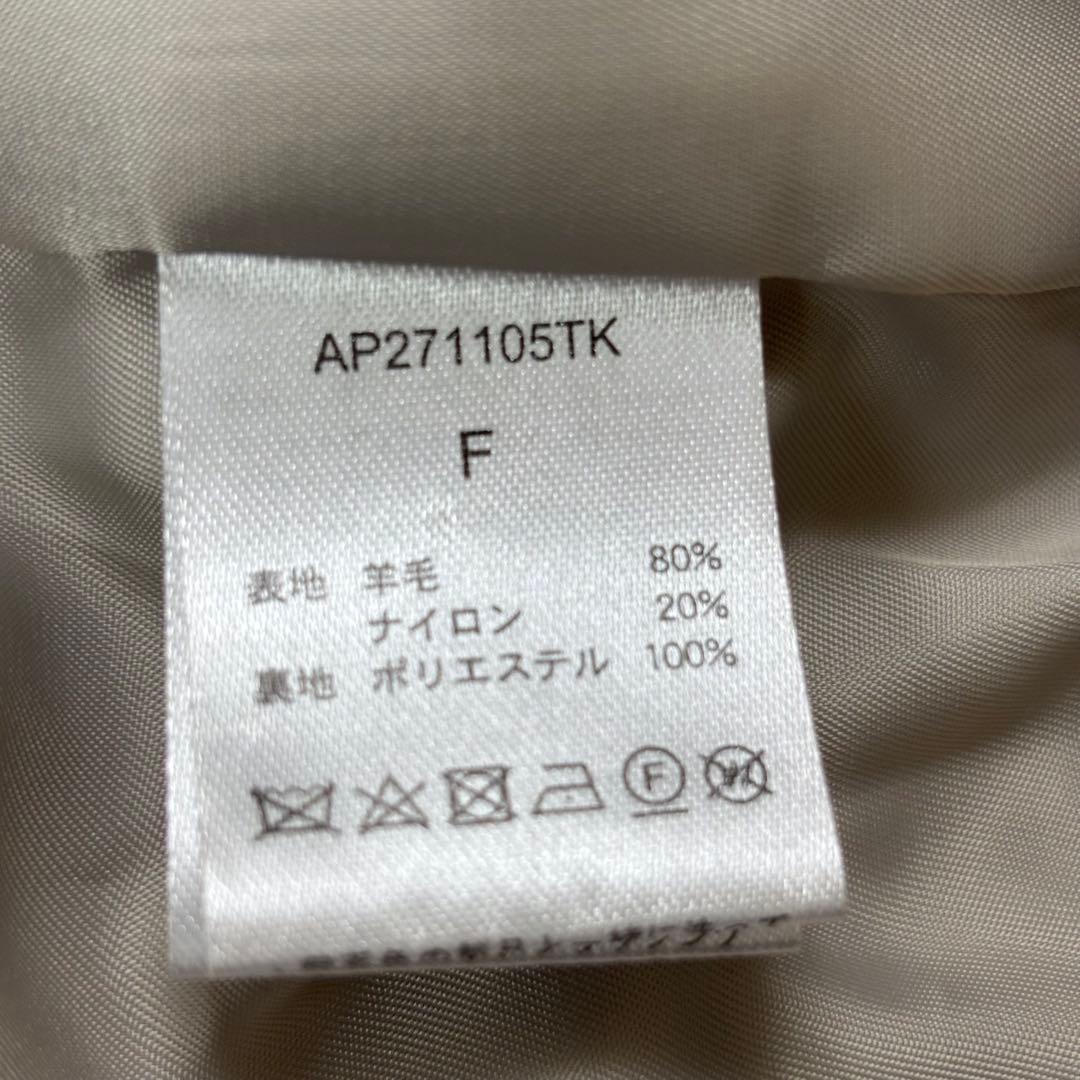 AP271105TK
F
表地 羊毛 80%
ナイロン 20%
裏地 ポリエステル 100%
F
W